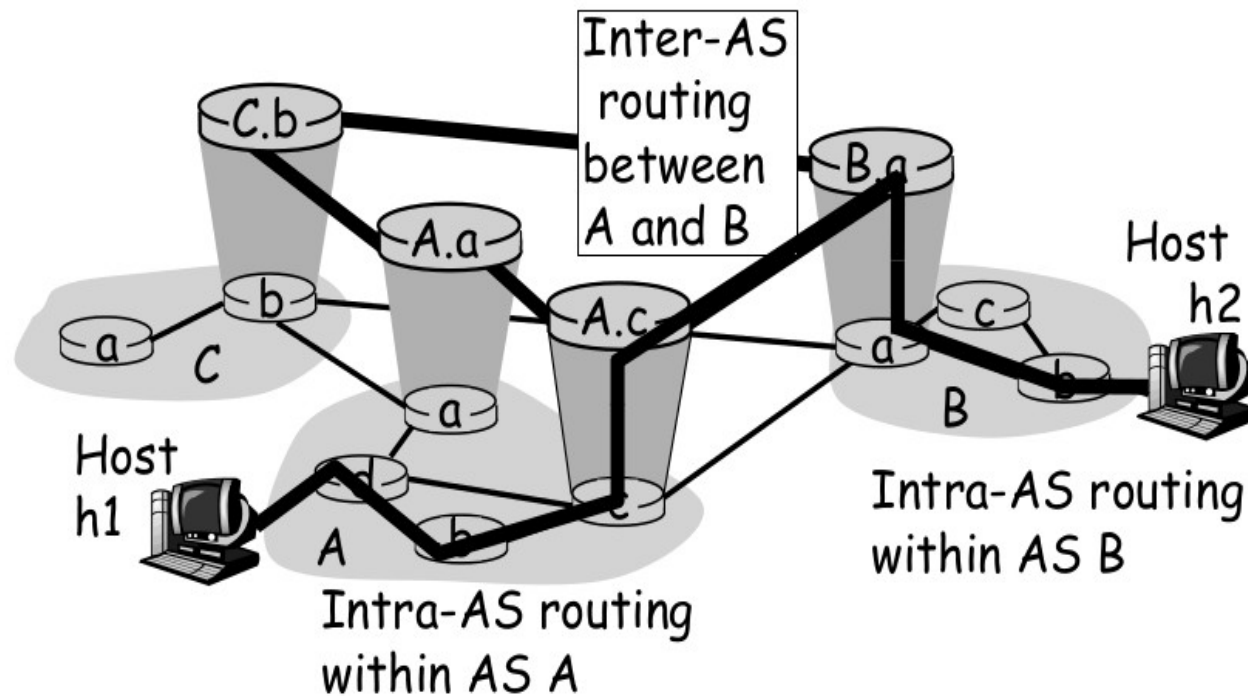 Inter-AS
routing
between
A and B
C.b
B.a
A.a
A.c
Host
h2
b
a
C
a
c
a
b
B
Host
h1
d
b
c
A
Intra-AS routing
within AS B
Intra-AS routing
within AS A